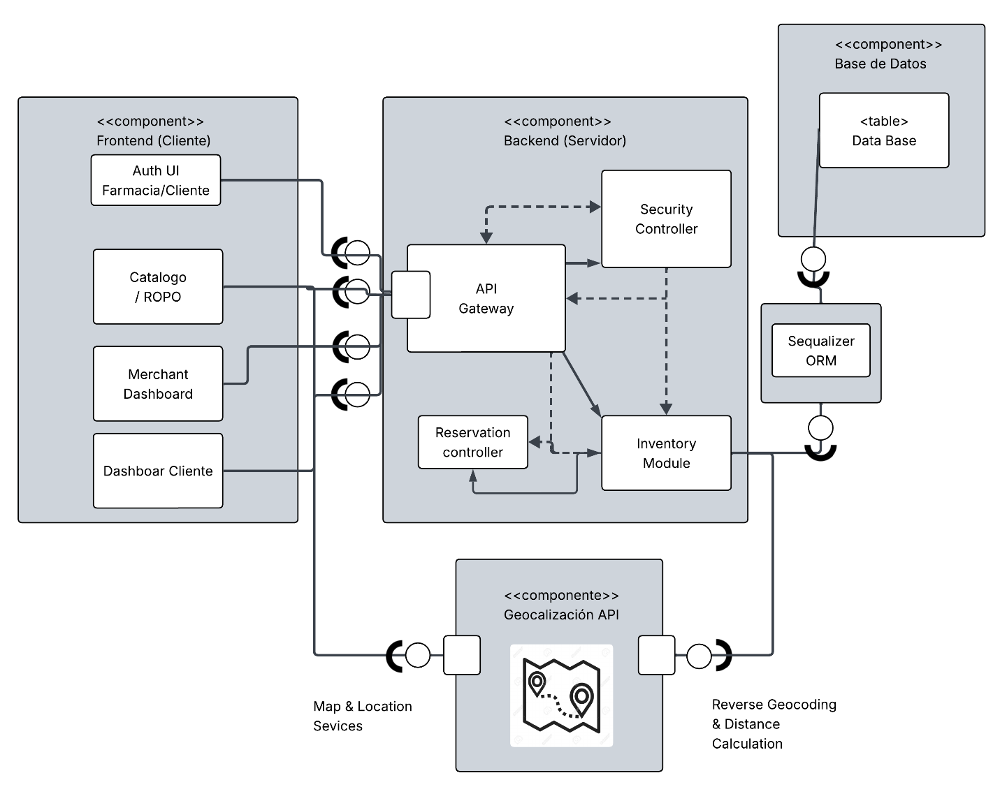 <<component>>
Base de Datos
<table>
Data Base
<<component>>
Frontend (Cliente)
Auth UI
Farmacia/Cliente
Catalogo
/ ROPO
Merchant
Dashboard
Dashboar Cliente
<<component>>
Backend (Servidor)
Security
Controller
API
Gateway
Reservation
controller
Inventory
Module
Sequalizer
ORM
<<componente>>
Geocalización API
Map & Location
Sevices
Reverse Geocoding
& Distance
Calculation